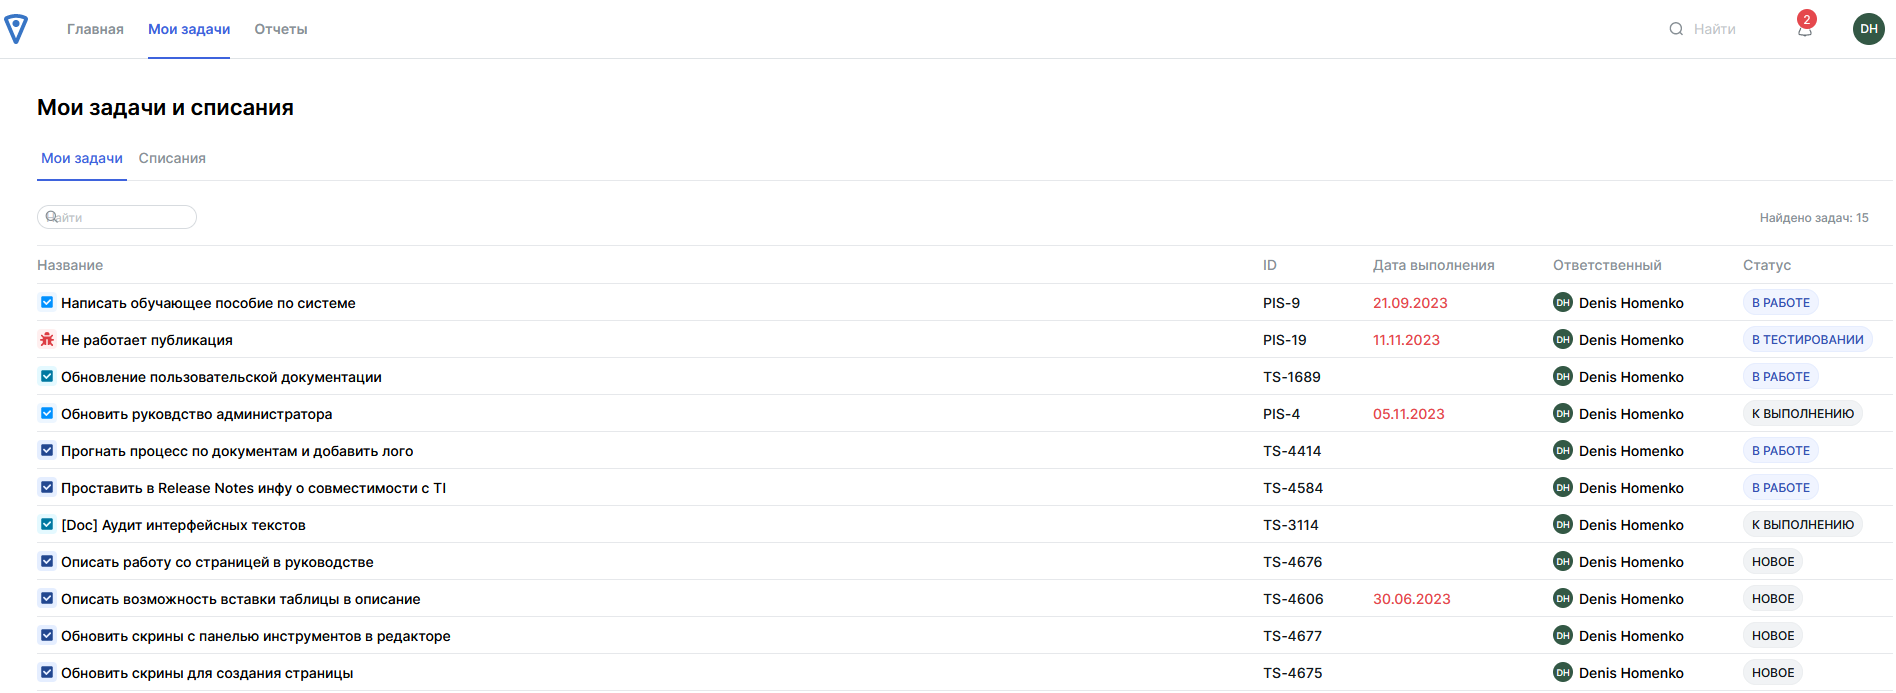 Главная Мои задачи Отчеты Найти 2 DH
Мои задачи и списания
Мои задачи Списания
Найти Найдено задач: 15
Название ID Дата выполнения Ответственный Статус
Написать обучающее пособие по системе PIS-9 21.09.2023 DH Denis Homenko В РАБОТЕ
Не работает публикация PIS-19 11.11.2023 DH Denis Homenko В ТЕСТИРОВАНИИ
Обновление пользовательской документации TS-1689 DH Denis Homenko В РАБОТЕ
Обновить руковдство администратора PIS-4 05.11.2023 DH Denis Homenko К ВЫПОЛНЕНИЮ
Прогнать процесс по документам и добавить лого TS-4414 DH Denis Homenko В РАБОТЕ
Проставить в Release Notes инфу о совместимости с TI TS-4584 DH Denis Homenko В РАБОТЕ
[Doc] Аудит интерфейсных текстов TS-3114 DH Denis Homenko К ВЫПОЛНЕНИЮ
Описать работу со страницей в руководстве TS-4676 DH Denis Homenko НОВОЕ
Описать возможность вставки таблицы в описание TS-4606 30.06.2023 DH Denis Homenko НОВОЕ
Обновить скрины с панелью инструментов в редакторе TS-4677 DH Denis Homenko НОВОЕ
Обновить скрины для создания страницы TS-4675 DH Denis Homenko НОВОЕ